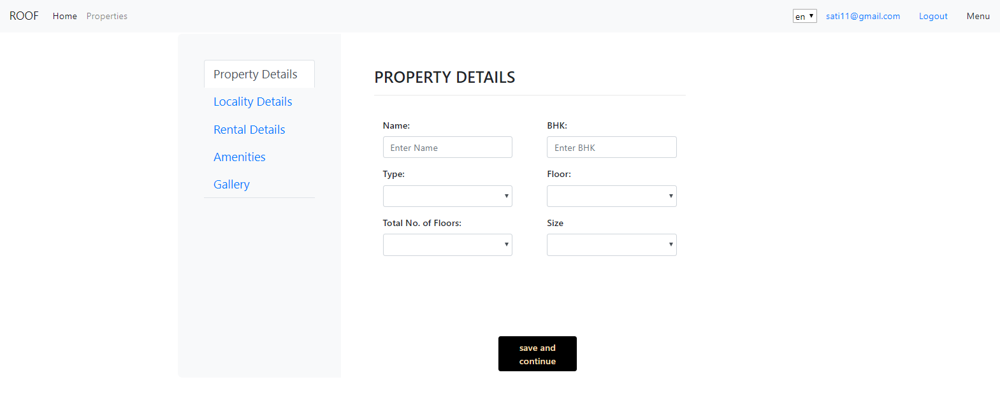 ROOF Home Properties en sati11@gmail.com Logout Menu
Property Details
Locality Details
Rental Details
Amenities
Gallery
PROPERTY DETAILS
Name: BHK:
Enter Name Enter BHK
Type: Floor:
Total No. of Floors: Size
save and
continue